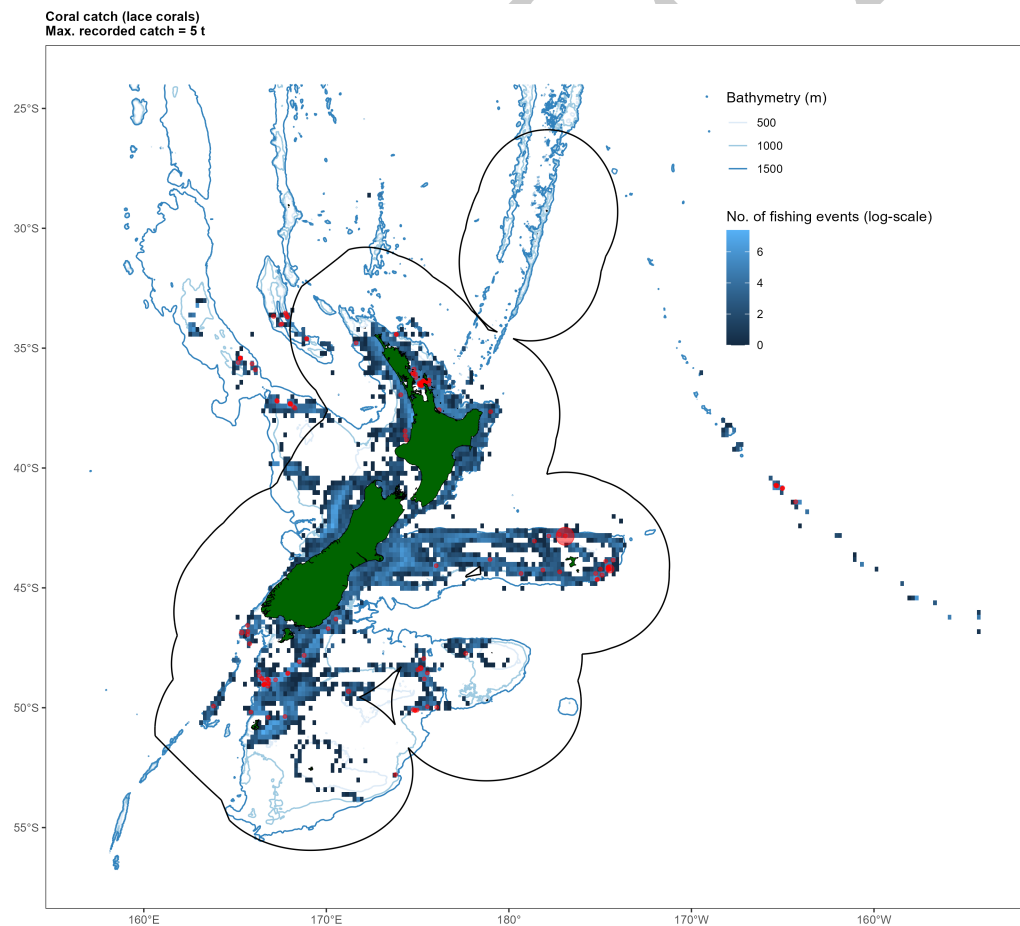 Coral catch (lace corals)
Max. recorded catch = 5 t
25°S
30°S
35°S
40°S
45°S
50°S
55°S
160°E
170°E
180°
170°W
160°W
Bathymetry (m)
500
1000
1500
No. of fishing events (log-scale)
6
4
2
0